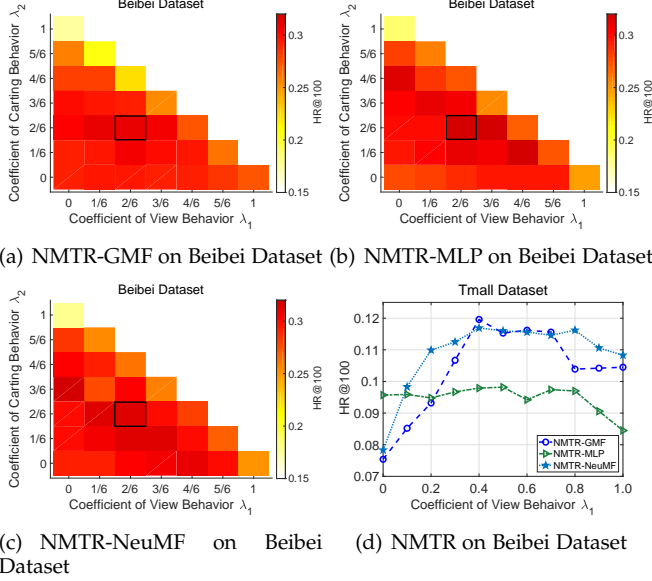 Beibei Dataset
Coefficient of Carting Behavior λ2
1
5/6
4/6
3/6
2/6
1/6
0
0 1/6 2/6 3/6 4/6 5/6 1
Coefficient of View Behavior λ1
0.3
0.25
0.2
0.15
HR@100
(a) NMTR-GMF on Beibei Dataset
Beibei Dataset
Coefficient of Carting Behavior λ2
1
5/6
4/6
3/6
2/6
1/6
0
0 1/6 2/6 3/6 4/6 5/6 1
Coefficient of View Behavior λ1
0.3
0.25
0.2
0.15
HR@100
(b) NMTR-MLP on Beibei Dataset
Beibei Dataset
Coefficient of Carting Behavior λ2
1
5/6
4/6
3/6
2/6
1/6
0
0 1/6 2/6 3/6 4/6 5/6 1
Coefficient of View Behavior λ1
0.3
0.25
0.2
0.15
HR@100
(c) NMTR-NeuMF on Beibei
Dataset
Tmall Dataset
HR@100
0.12
0.11
0.1
0.09
0.08
0.07
0 0.2 0.4 0.6 0.8 1.0
NMTR-GMF
NMTR-MLP
NMTR-NeuMF
Coefficient of View Behaivor λ1
(d) NMTR on Beibei Dataset